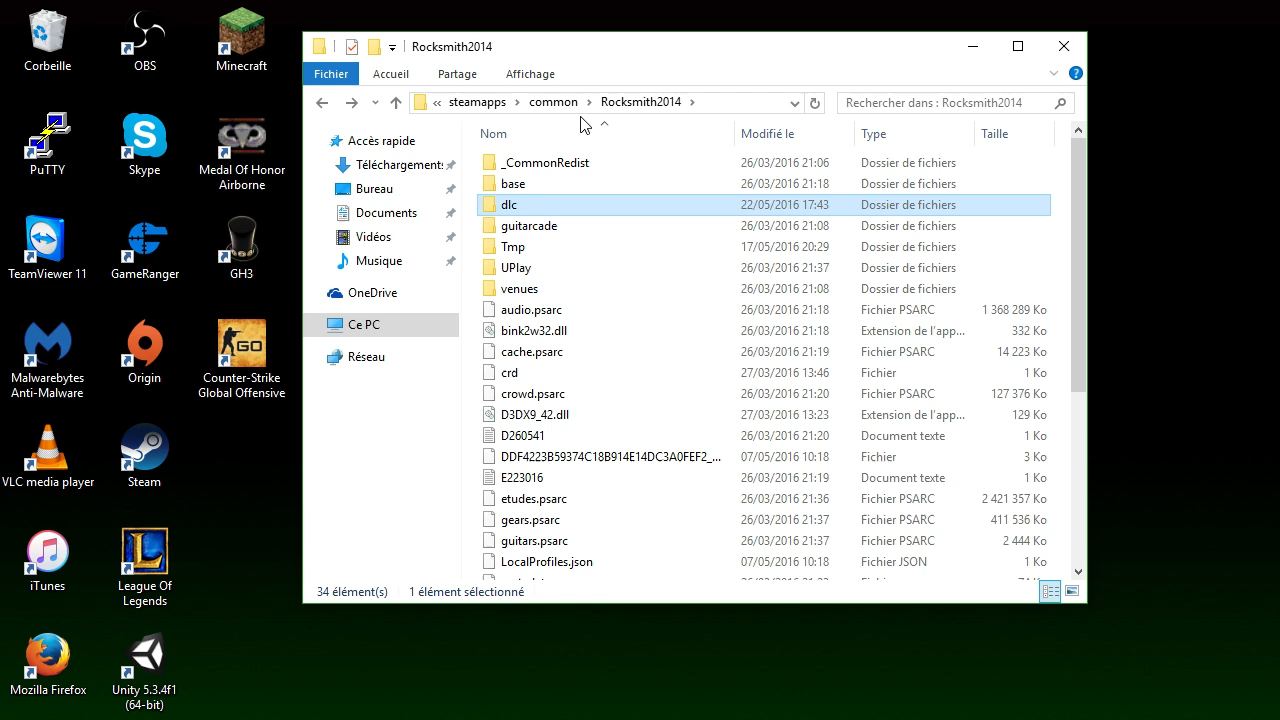 Corbeille
OBS
Minecraft
PuTTY
Skype
Medal Of Honor
Airborne
TeamViewer 11
GameRanger
GH3
Malwarebytes
Anti-Malware
Origin
GO
Counter-Strike
Global Offensive
VLC media player
Steam
iTunes
L
League Of
Legends
Mozilla Firefox
Unity 5.3.4f1
(64-bit)
Rocksmith2014
Fichier Accueil Partage Affichage
« steamapps > common > Rocksmith2014 >
Rechercher dans : Rocksmith2014
Accès rapide
Téléchargements
Bureau
Documents
Vidéos
Musique
OneDrive
Ce PC
Réseau
Nom Modifié le Type Taille
_CommonRedist 26/03/2016 21:06 Dossier de fichiers
base 26/03/2016 21:18 Dossier de fichiers
dlc 22/05/2016 17:43 Dossier de fichiers
guitarcade 26/03/2016 21:08 Dossier de fichiers
Tmp 17/05/2016 20:29 Dossier de fichiers
UPlay 26/03/2016 21:37 Dossier de fichiers
venues 26/03/2016 21:08 Dossier de fichiers
audio.psarc 26/03/2016 21:18 Fichier PSARC 1 368 289 Ko
bink2w32.dll 26/03/2016 21:18 Extension de l'app... 332 Ko
cache.psarc 26/03/2016 21:19 Fichier PSARC 14 223 Ko
crd 27/03/2016 13:46 Fichier 1 Ko
crowd.psarc 26/03/2016 21:20 Fichier PSARC 127 376 Ko
D3DX9_42.dll 27/03/2016 13:23 Extension de l'app... 129 Ko
D260541 26/03/2016 21:20 Document texte 1 Ko
DDF4223B59374C18B914E14DC3A0FEF2_... 07/05/2016 10:18 Fichier 3 Ko
E223016 26/03/2016 21:19 Document texte 1 Ko
etudes.psarc 26/03/2016 21:36 Fichier PSARC 2 421 357 Ko
gears.psarc 26/03/2016 21:37 Fichier PSARC 411 536 Ko
guitars.psarc 26/03/2016 21:37 Fichier PSARC 2 444 Ko
LocalProfiles.json 07/05/2016 10:18 Fichier JSON 1 Ko
34 élément(s) 1 élément sélectionné